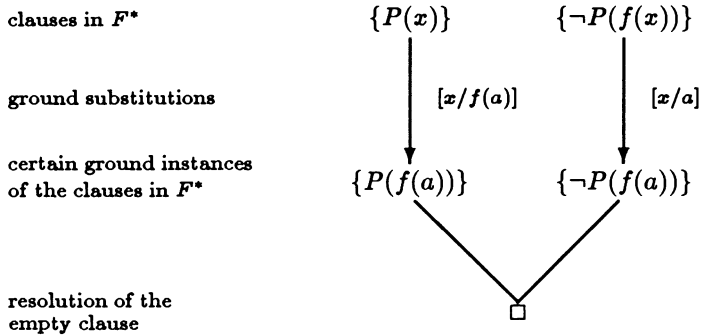 clauses in F* {P(x)} {¬P(f(x))}
ground substitutions [x/f(a)] [x/a]
certain ground instances
of the clauses in F* {P(f(a))} {¬P(f(a))}
resolution of the
empty clause □